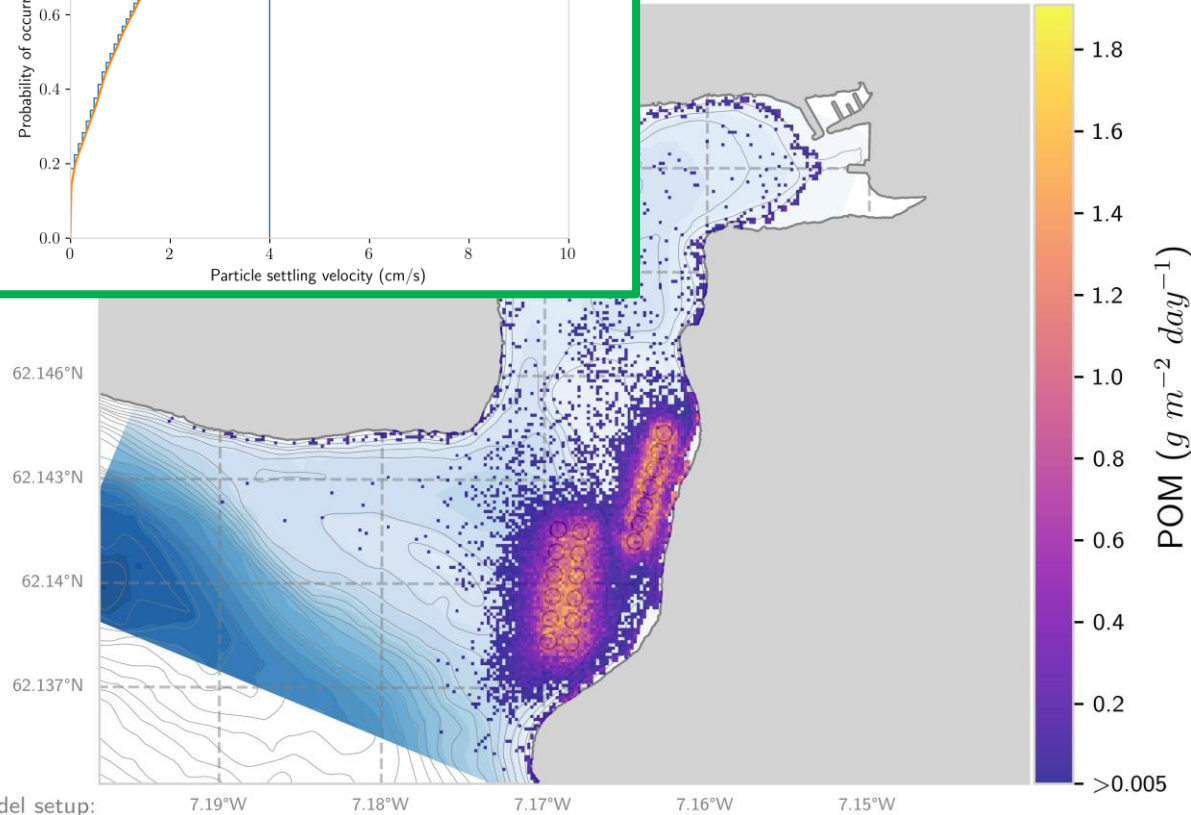 Probability of occurr
0.6
0.4
0.2
0.0
0
2
4
6
8
10
Particle settling velocity (cm/s)
62.146°N
62.143°N
62.14°N
62.137°N
7.19°W
7.18°W
7.17°W
7.16°W
7.15°W
del setup:
1.8
1.6
1.4
1.2
1.0
0.8
0.6
0.4
0.2
>0.005
POM (g m⁻² day⁻¹)